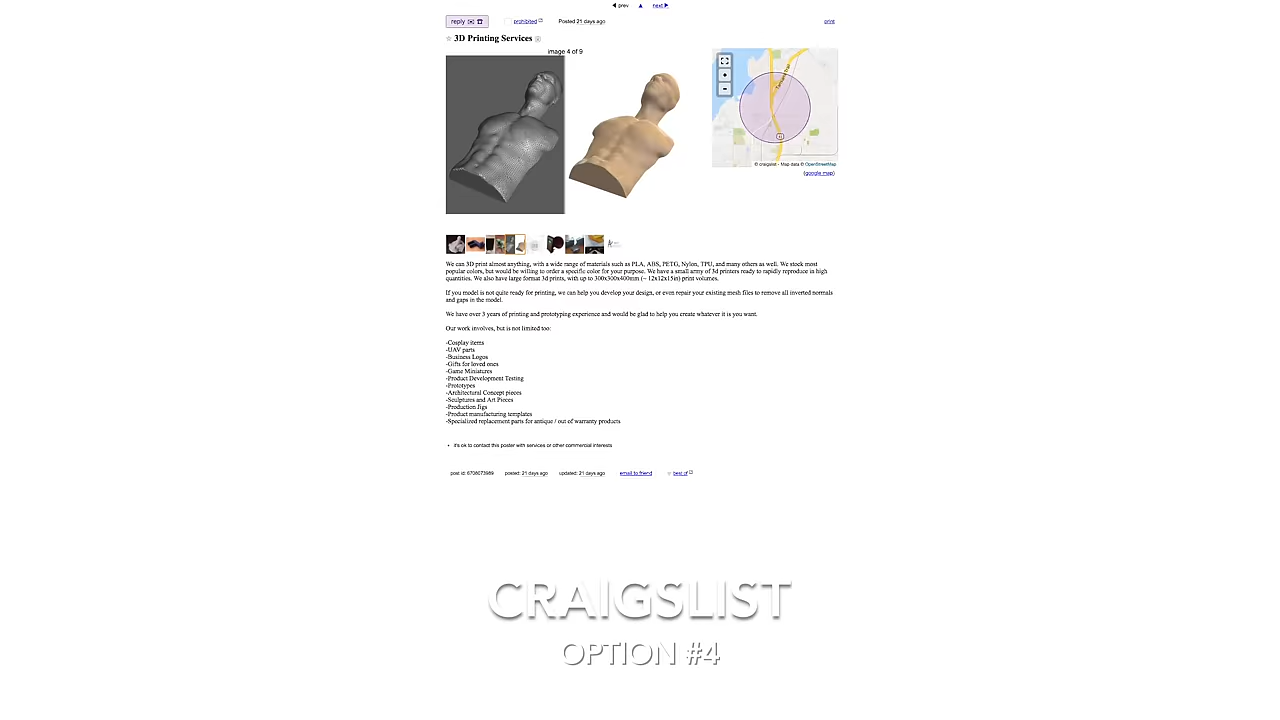 prev ▲ next
reply prohibited Posted 21 days ago print
3D Printing Services
image 4 of 9
+
-
Tamiami Trail
41
© craigslist - Map data © OpenStreetMap
(google map)
We can 3D print almost anything, with a wide range of materials such as PLA, ABS, PETG, Nylon, TPU, and many others as well. We stock most
popular colors, but would be willing to order a specific color for your purpose. We have a small army of 3d printers ready to rapidly reproduce in high
quantities. We also have large format 3d prints, with up to 300x300x400mm (~ 12x12x15in) print volumes.
If you model is not quite ready for printing, we can help you develop your design, or even repair your existing mesh files to remove all inverted normals
and gaps in the model.
We have over 3 years of printing and prototyping experience and would be glad to help you create whatever it is you want.
Our work involves, but is not limited too:
-Cosplay items
-UAV parts
-Business Logos
-Gifts for loved ones
-Game Miniatures
-Product Development Testing
-Prototypes
-Architectural Concept pieces
-Sculptures and Art Pieces
-Production Jigs
-Product manufacturing templates
-Specialized replacement parts for antique / out of warranty products
• it's ok to contact this poster with services or other commercial interests
post id: 6708073989 posted: 21 days ago updated: 21 days ago email to friend best of
CRAIGSLIST
OPTION #4